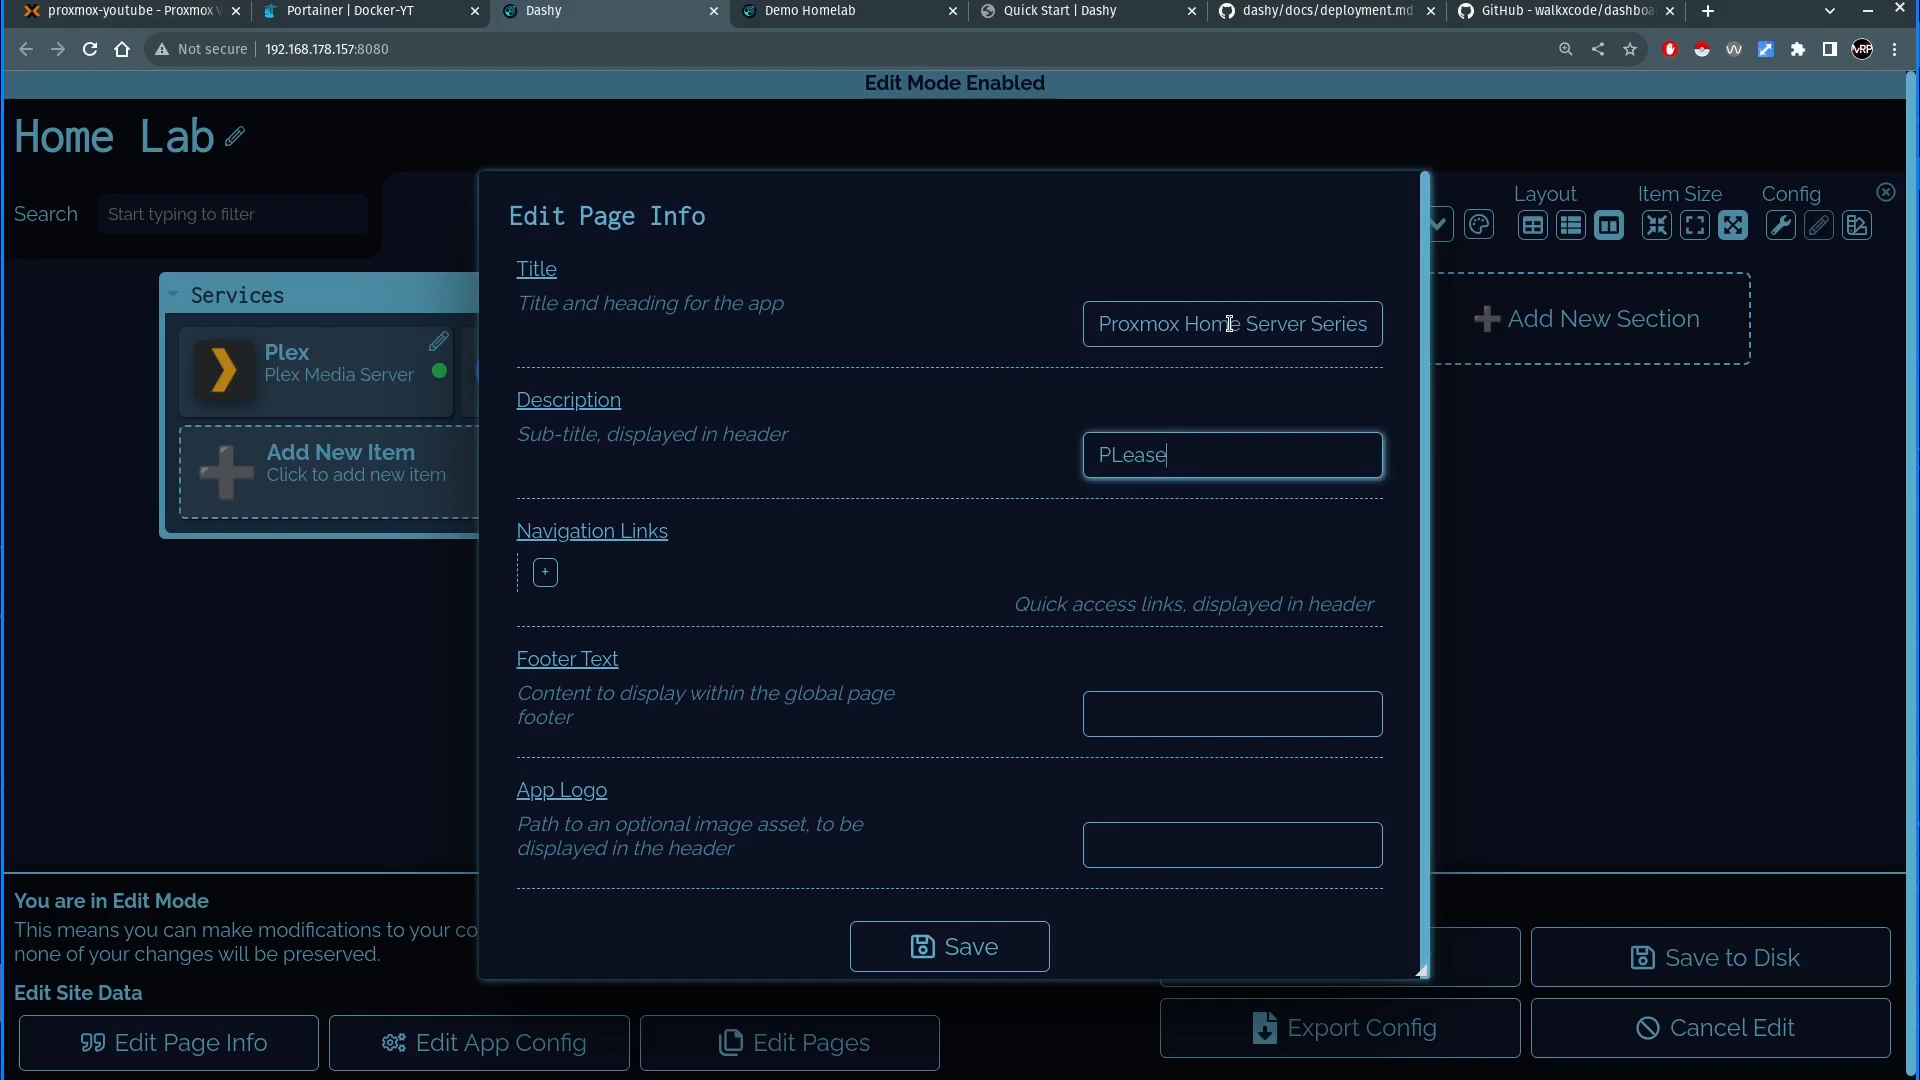 proxmox-youtube - Proxmox V
Portainer | Docker-YT
Dashy
Demo Homelab
Quick Start | Dashy
dashy/docs/deployment.md
GitHub - walkxcode/dashboa
Not secure
192.168.178.157:8080
VRP
Edit Mode Enabled
Home Lab
Search
Start typing to filter
Layout
Item Size
Config
Services
Plex
Plex Media Server
Add New Item
Click to add new item
Add New Section
Edit Page Info
Title
Title and heading for the app
Proxmox Home Server Series
Description
Sub-title, displayed in header
PLease
Navigation Links
+
Quick access links, displayed in header
Footer Text
Content to display within the global page
footer
App Logo
Path to an optional image asset, to be
displayed in the header
Save
You are in Edit Mode
This means you can make modifications to your co
none of your changes will be preserved.
Edit Site Data
Edit Page Info
Edit App Config
Edit Pages
Save to Disk
Export Config
Cancel Edit